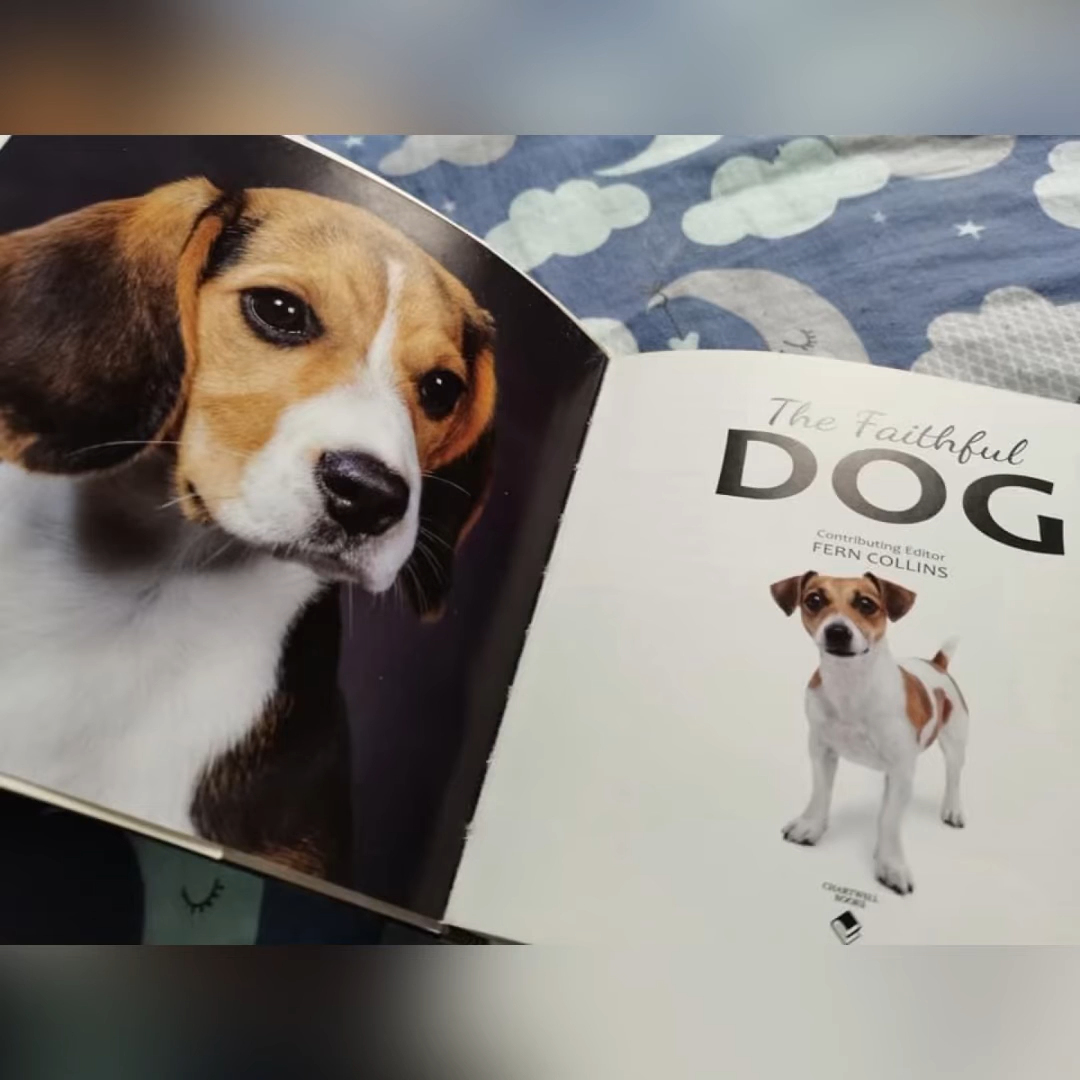 The Faithful
DOG
Contributing Editor
FERN COLLINS
CHARTWELL
BOOKS